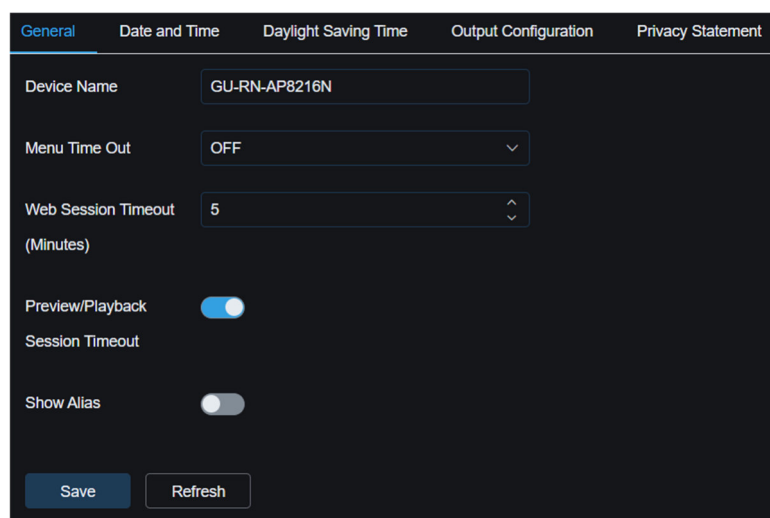 General Date and Time Daylight Saving Time Output Configuration Privacy Statement
Device Name GU-RN-AP8216N
Menu Time Out OFF
Web Session Timeout 5
(Minutes)
Preview/Playback
Session Timeout
Show Alias
Save Refresh